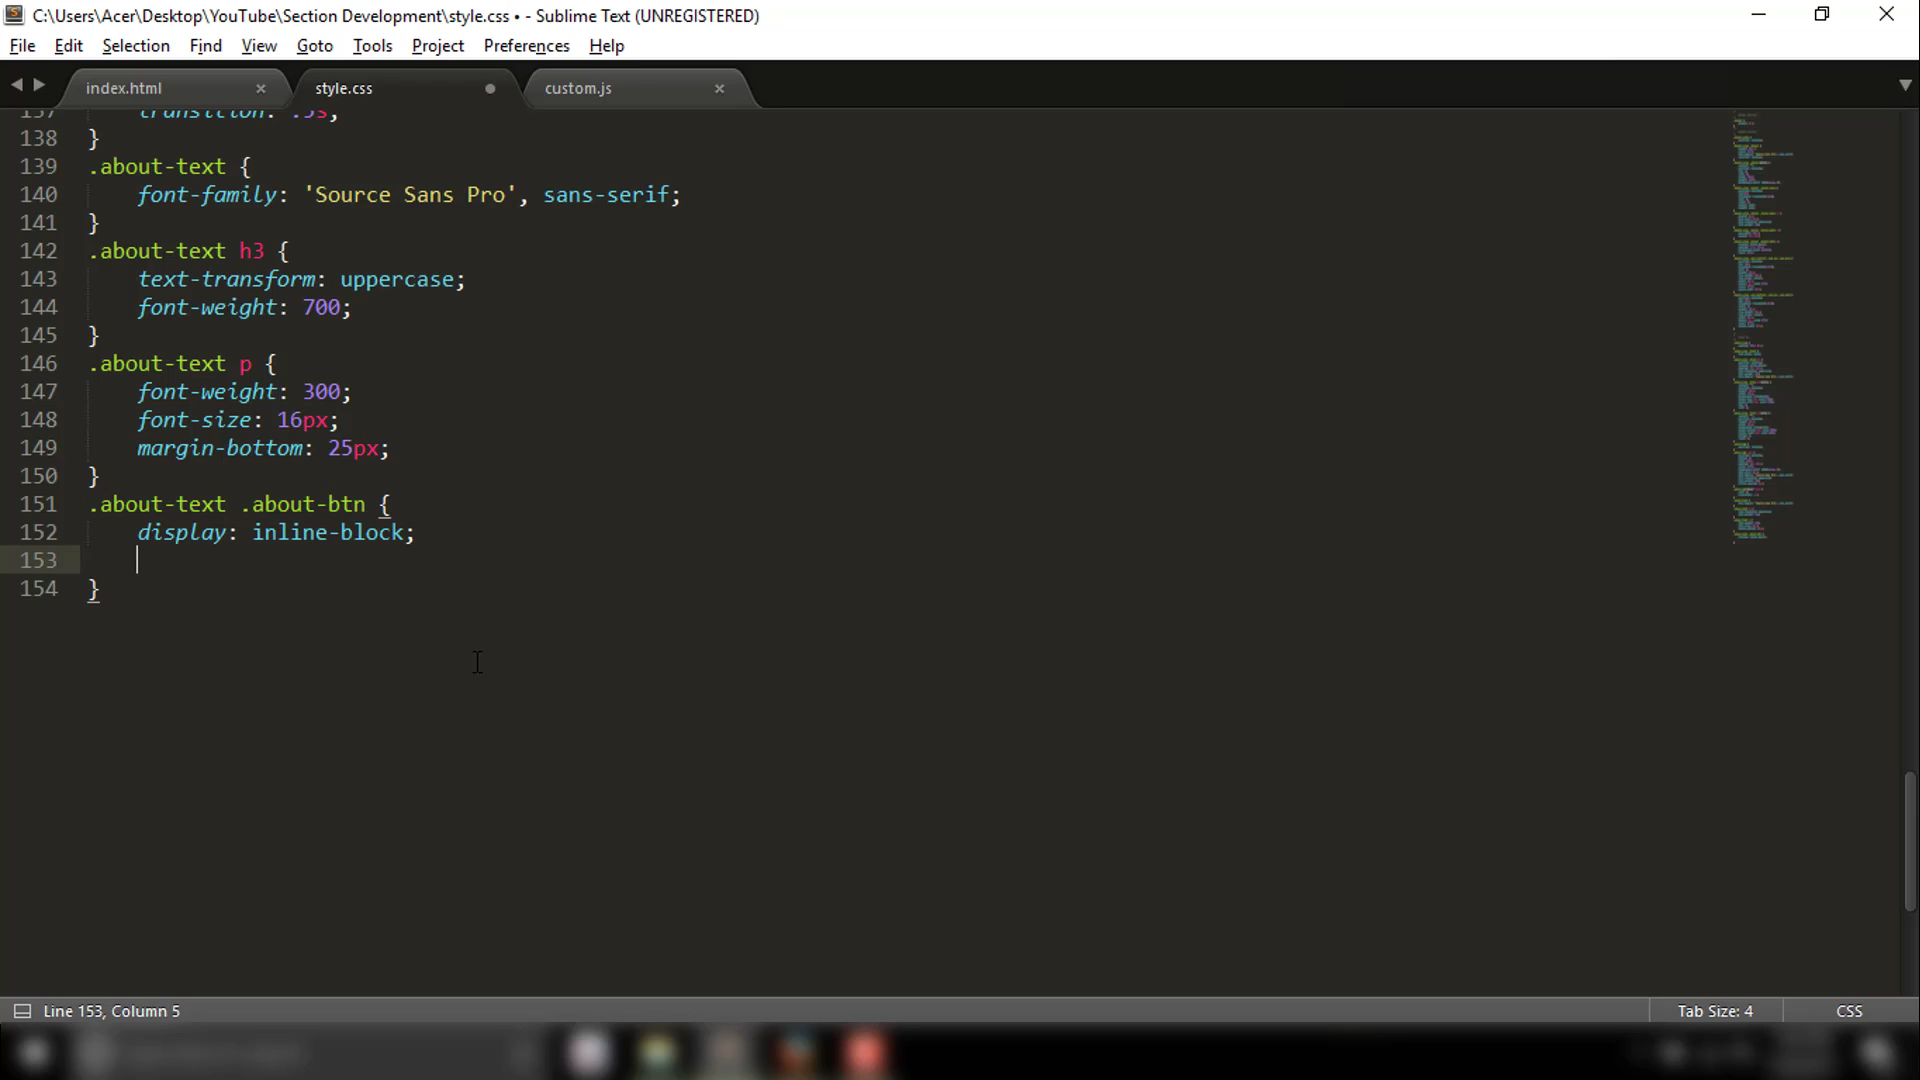 C:\Users\Acer\Desktop\YouTube\Section Development\style.css • - Sublime Text (UNREGISTERED)
File Edit Selection Find View Goto Tools Project Preferences Help
index.html × style.css custom.js ×
137 transition: .5s;
138 }
139 .about-text {
140 font-family: 'Source Sans Pro', sans-serif;
141 }
142 .about-text h3 {
143 text-transform: uppercase;
144 font-weight: 700;
145 }
146 .about-text p {
147 font-weight: 300;
148 font-size: 16px;
149 margin-bottom: 25px;
150 }
151 .about-text .about-btn {
152 display: inline-block;
153
154 }
Line 153, Column 5 Tab Size: 4 CSS